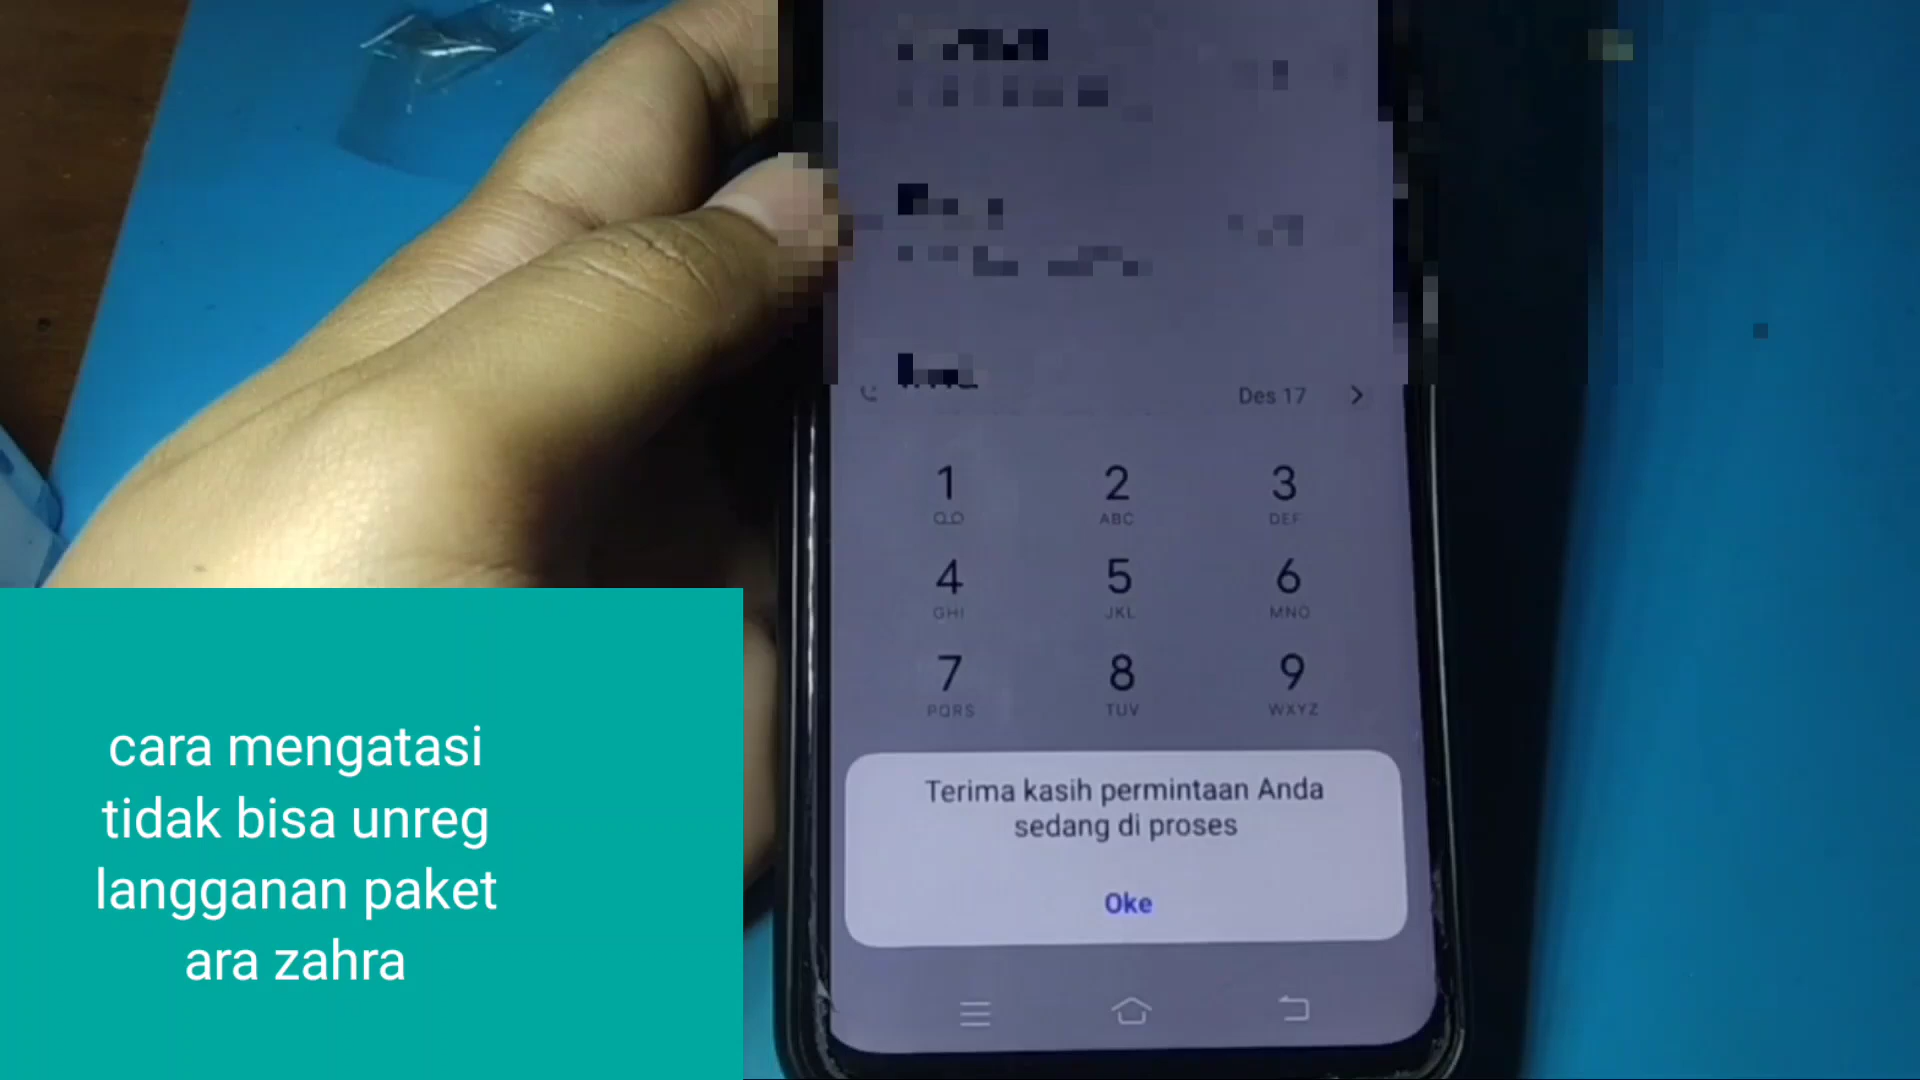 Des 17
1
2
3
ABC
DEF
4
5
6
GHI
JKL
MNO
7
8
9
PQRS
TUV
WXYZ
Terima kasih permintaan Anda
sedang di proses
Oke
cara mengatasi
tidak bisa unreg
langganan paket
ara zahra